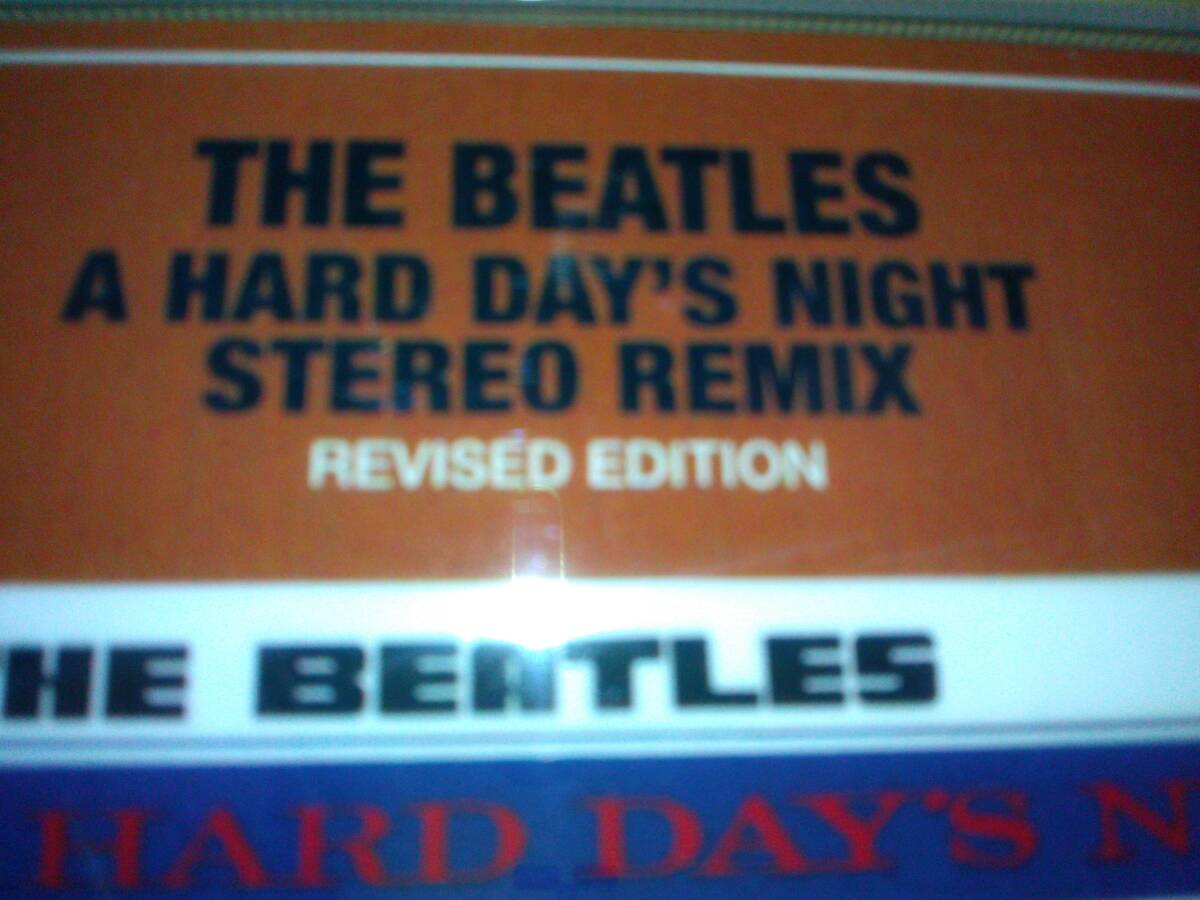 THE BEATLES
A HARD DAY'S NIGHT
STEREO REMIX
REVISED EDITION
HE BEATLES
HARD DAY'S N